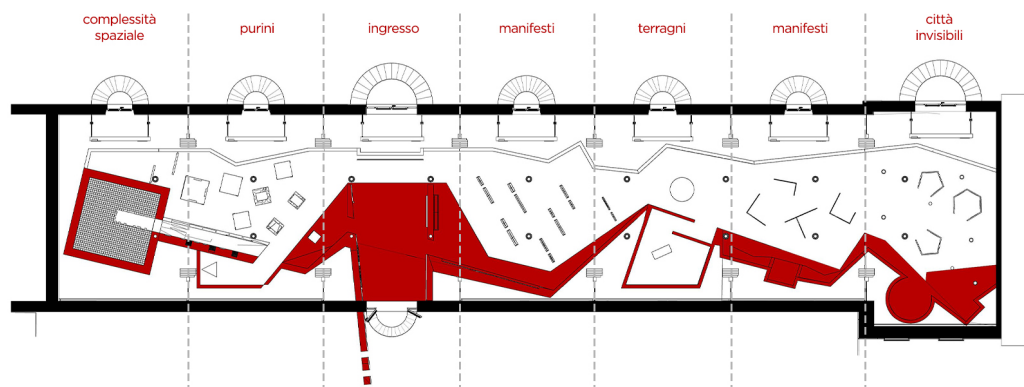 complessità
spaziale
purini
ingresso
manifesti
terragni
manifesti
città
invisibili